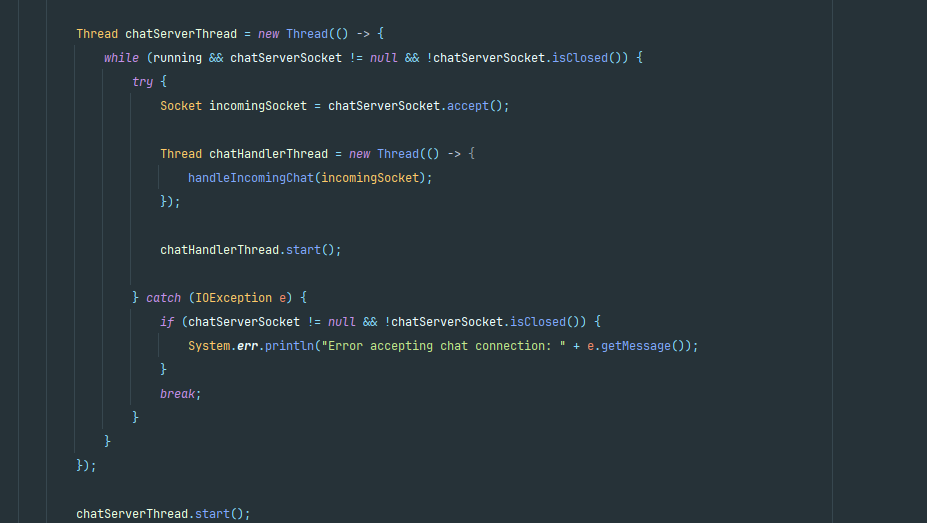 Thread chatServerThread = new Thread(() -> {
while (running && chatServerSocket != null && !chatServerSocket.isClosed()) {
try {
Socket incomingSocket = chatServerSocket.accept();
Thread chatHandlerThread = new Thread(() -> {
handleIncomingChat(incomingSocket);
});
chatHandlerThread.start();
} catch (IOException e) {
if (chatServerSocket != null && !chatServerSocket.isClosed()) {
System.err.println("Error accepting chat connection: " + e.getMessage());
}
break;
}
}
});
chatServerThread.start();